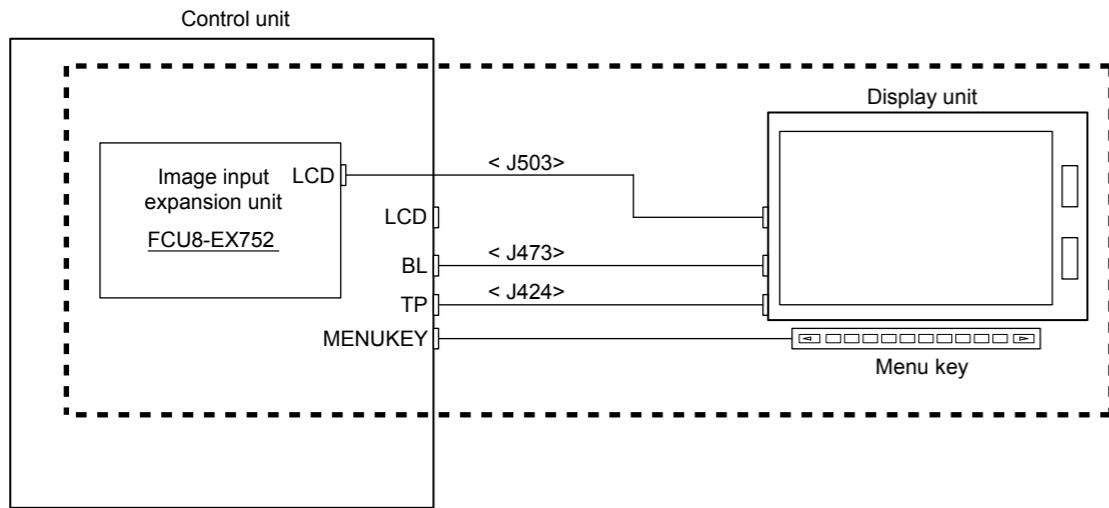 Control unit
Display unit
Image input
expansion unit
FCU8-EX752
LCD
< J503>
LCD
< J473>
BL
< J424>
TP
MENUKEY
Menu key